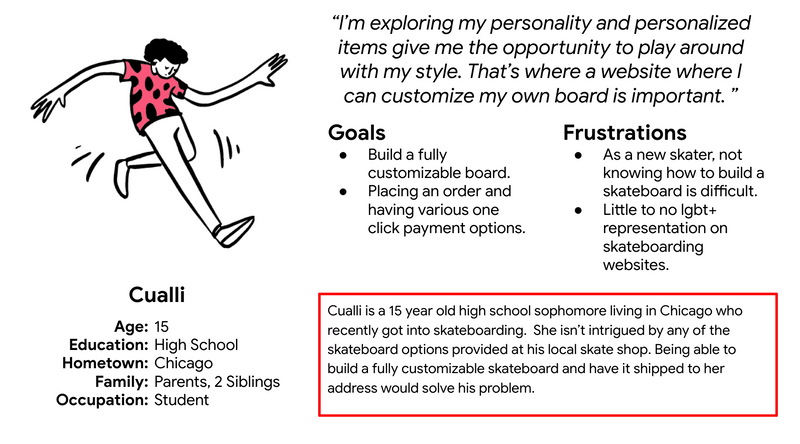 “I’m exploring my personality and personalized
items give me the opportunity to play around
with my style. That’s where a website where I
can customize my own board is important. ”
Goals
● Build a fully
customizable board.
● Placing an order and
having various one
click payment options.
Frustrations
● As a new skater, not
knowing how to build a
skateboard is difficult.
● Little to no lgbt+
representation on
skateboarding
websites.
Cualli
Age: 15
Education: High School
Hometown: Chicago
Family: Parents, 2 Siblings
Occupation: Student
Cualli is a 15 year old high school sophomore living in Chicago who
recently got into skateboarding. She isn’t intrigued by any of the
skateboard options provided at his local skate shop. Being able to
build a fully customizable skateboard and have it shipped to her
address would solve his problem.